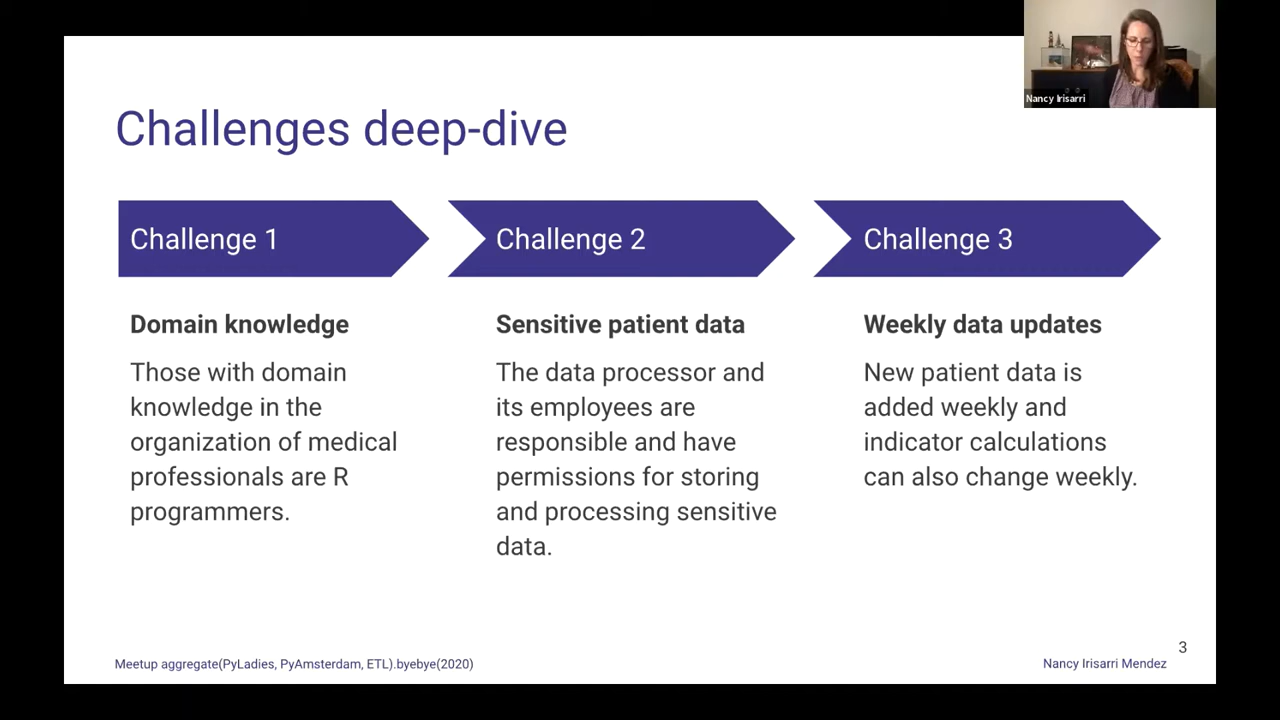 Nancy Irisarri
Challenges deep-dive
Challenge 1
Challenge 2
Challenge 3
Domain knowledge
Those with domain
knowledge in the
organization of medical
professionals are R
programmers.
Sensitive patient data
The data processor and
its employees are
responsible and have
permissions for storing
and processing sensitive
data.
Weekly data updates
New patient data is
added weekly and
indicator calculations
can also change weekly.
3
Meetup aggregate(PyLadies, PyAmsterdam, ETL).byebye(2020)
Nancy Irisarri Mendez